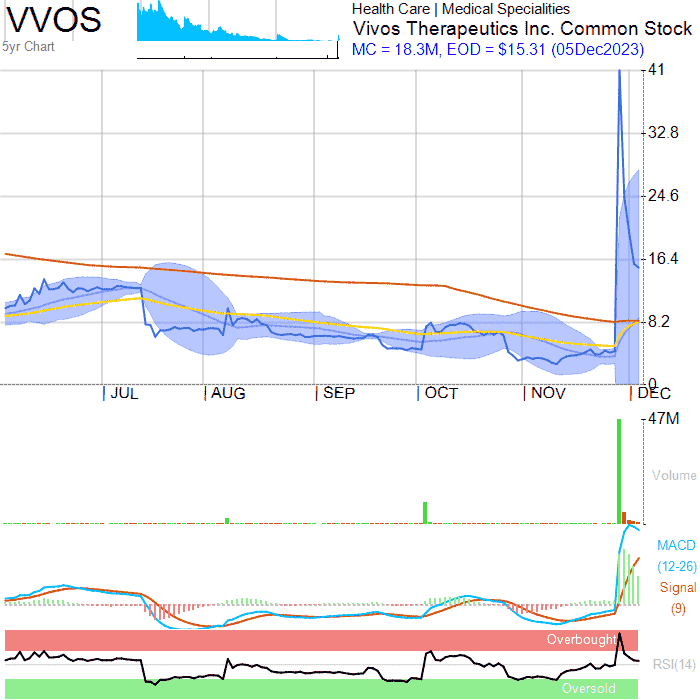 VVOS
5yr Chart
Health Care | Medical Specialities
Vivos Therapeutics Inc. Common Stock
MC = 18.3M, EOD = $15.31 (05Dec2023)
41
32.8
24.6
16.4
8.2
0
JUL AUG SEP OCT NOV DEC
47M
Volume
MACD
(12-26)
Signal
(9)
Overbought
RSI(14)
Oversold